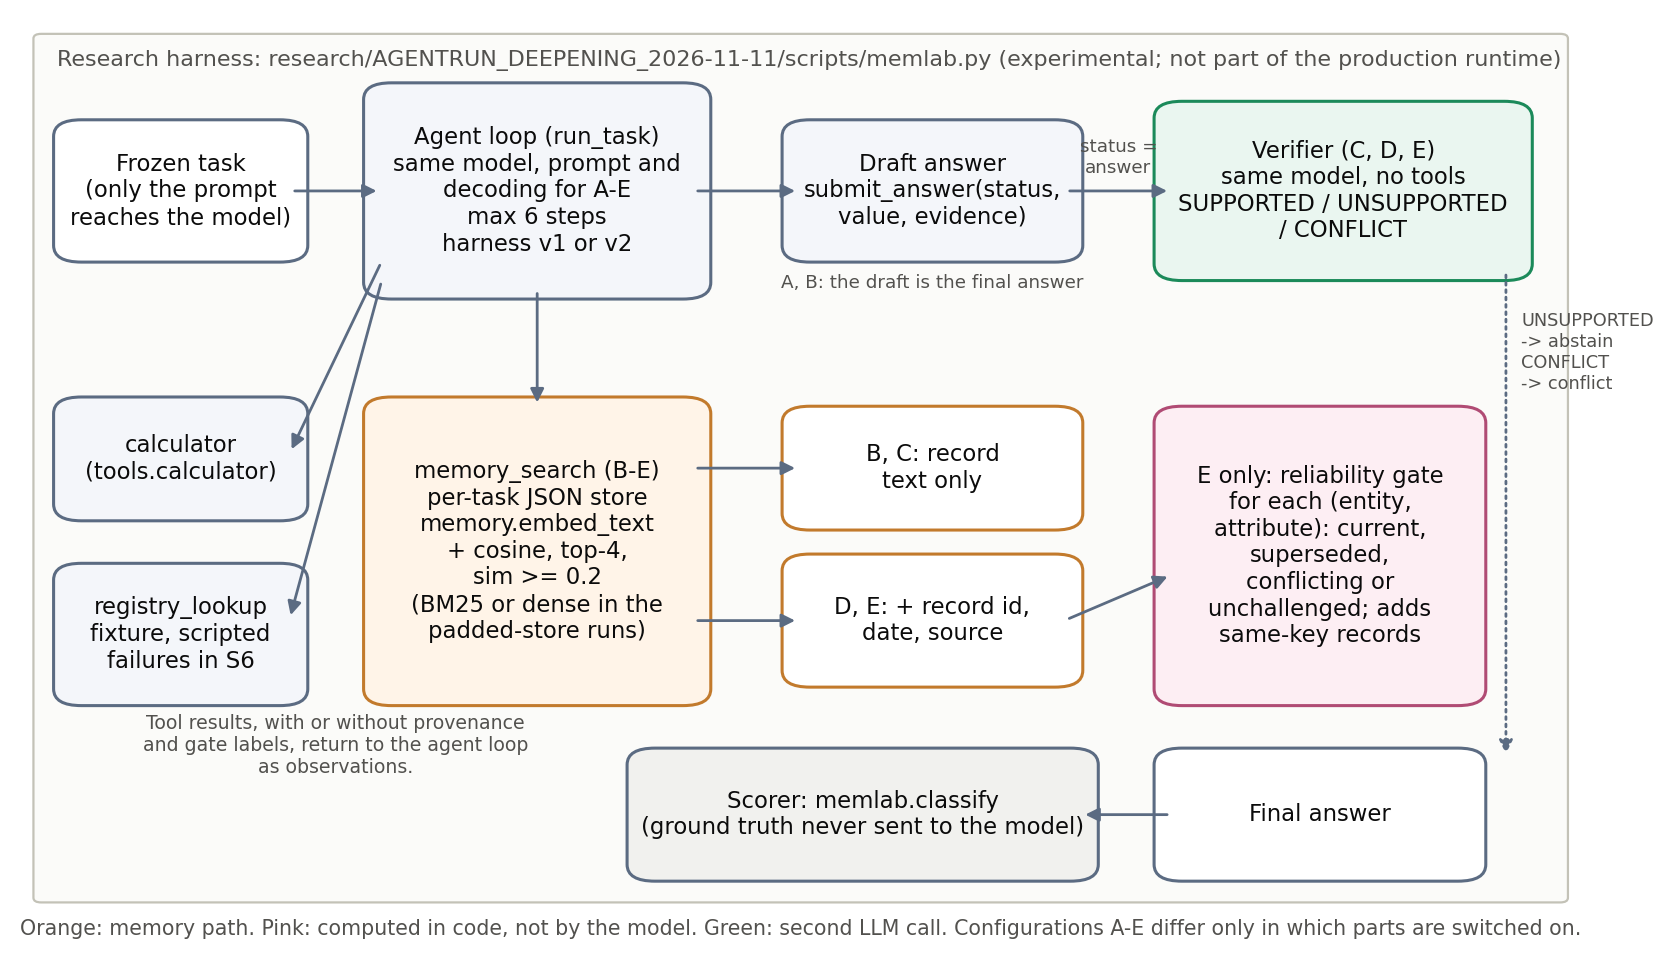 Research harness: research/AGENTRUN_DEEPENING_2026-11-11/scripts/memlab.py (experimental; not part of the production runtime)
Frozen task
(only the prompt
reaches the model)
Agent loop (run_task)
same model, prompt and
decoding for A-E
max 6 steps
harness v1 or v2
Draft answer
submit_answer(status,
value, evidence)
status =
answer
Verifier (C, D, E)
same model, no tools
SUPPORTED / UNSUPPORTED
/ CONFLICT
A, B: the draft is the final answer
UNSUPPORTED
-> abstain
CONFLICT
-> conflict
calculator
(tools.calculator)
registry_lookup
fixture, scripted
failures in S6
memory_search (B-E)
per-task JSON store
memory.embed_text
+ cosine, top-4,
sim >= 0.2
(BM25 or dense in the
padded-store runs)
B, C: record
text only
D, E: + record id,
date, source
E only: reliability gate
for each (entity,
attribute): current,
superseded,
conflicting or
unchallenged; adds
same-key records
Tool results, with or without provenance
and gate labels, return to the agent loop
as observations.
Scorer: memlab.classify
(ground truth never sent to the model)
Final answer
Orange: memory path. Pink: computed in code, not by the model. Green: second LLM call. Configurations A-E differ only in which parts are switched on.